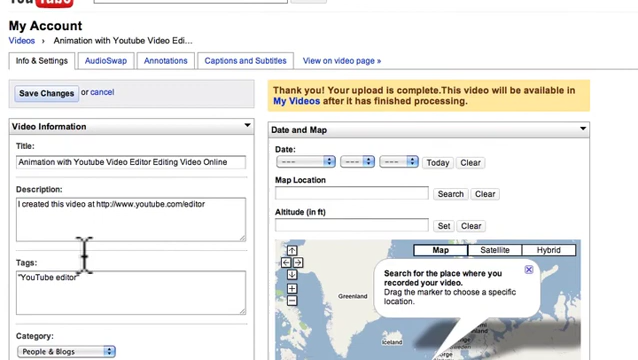 YouTube
My Account
Videos › Animation with Youtube Video Edi...
Info & Settings AudioSwap Annotations Captions and Subtitles View on video page »
Save Changes or cancel
Thank you! Your upload is complete.This video will be available in
My Videos after it has finished processing.
Video Information
Title:
Animation with Youtube Video Editor Editing Video Online
Description:
I created this video at http://www.youtube.com/editor
Tags:
"YouTube editor"
Category:
People & Blogs
Date and Map
Date:
--- --- --- Today Clear
Map Location
Search Clear
Altitude (in ft)
Set Clear
Map Satellite Hybrid
Search for the place where you
recorded your video.
Drag the marker to choose a specific
location.
Greenland
Iceland
Norge